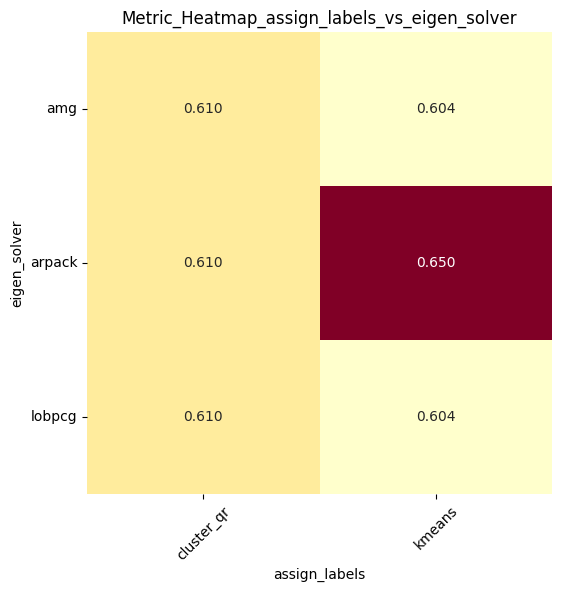 Metric_Heatmap_assign_labels_vs_eigen_solver
eigen_solver
amg
0.610
0.604
arpack
0.610
0.650
lobpcg
0.610
0.604
cluster_qr
kmeans
assign_labels